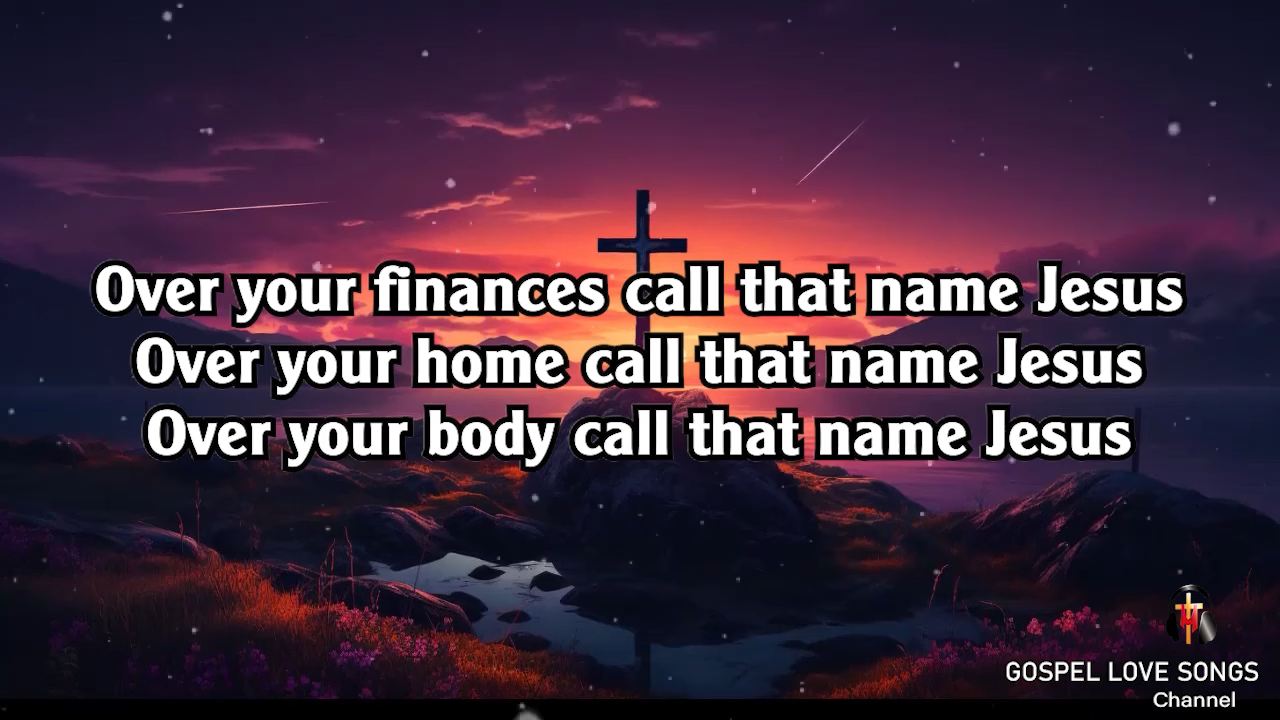 Over your finances call that name Jesus
Over your home call that name Jesus
Over your body call that name Jesus
GOSPEL LOVE SONGS
Channel